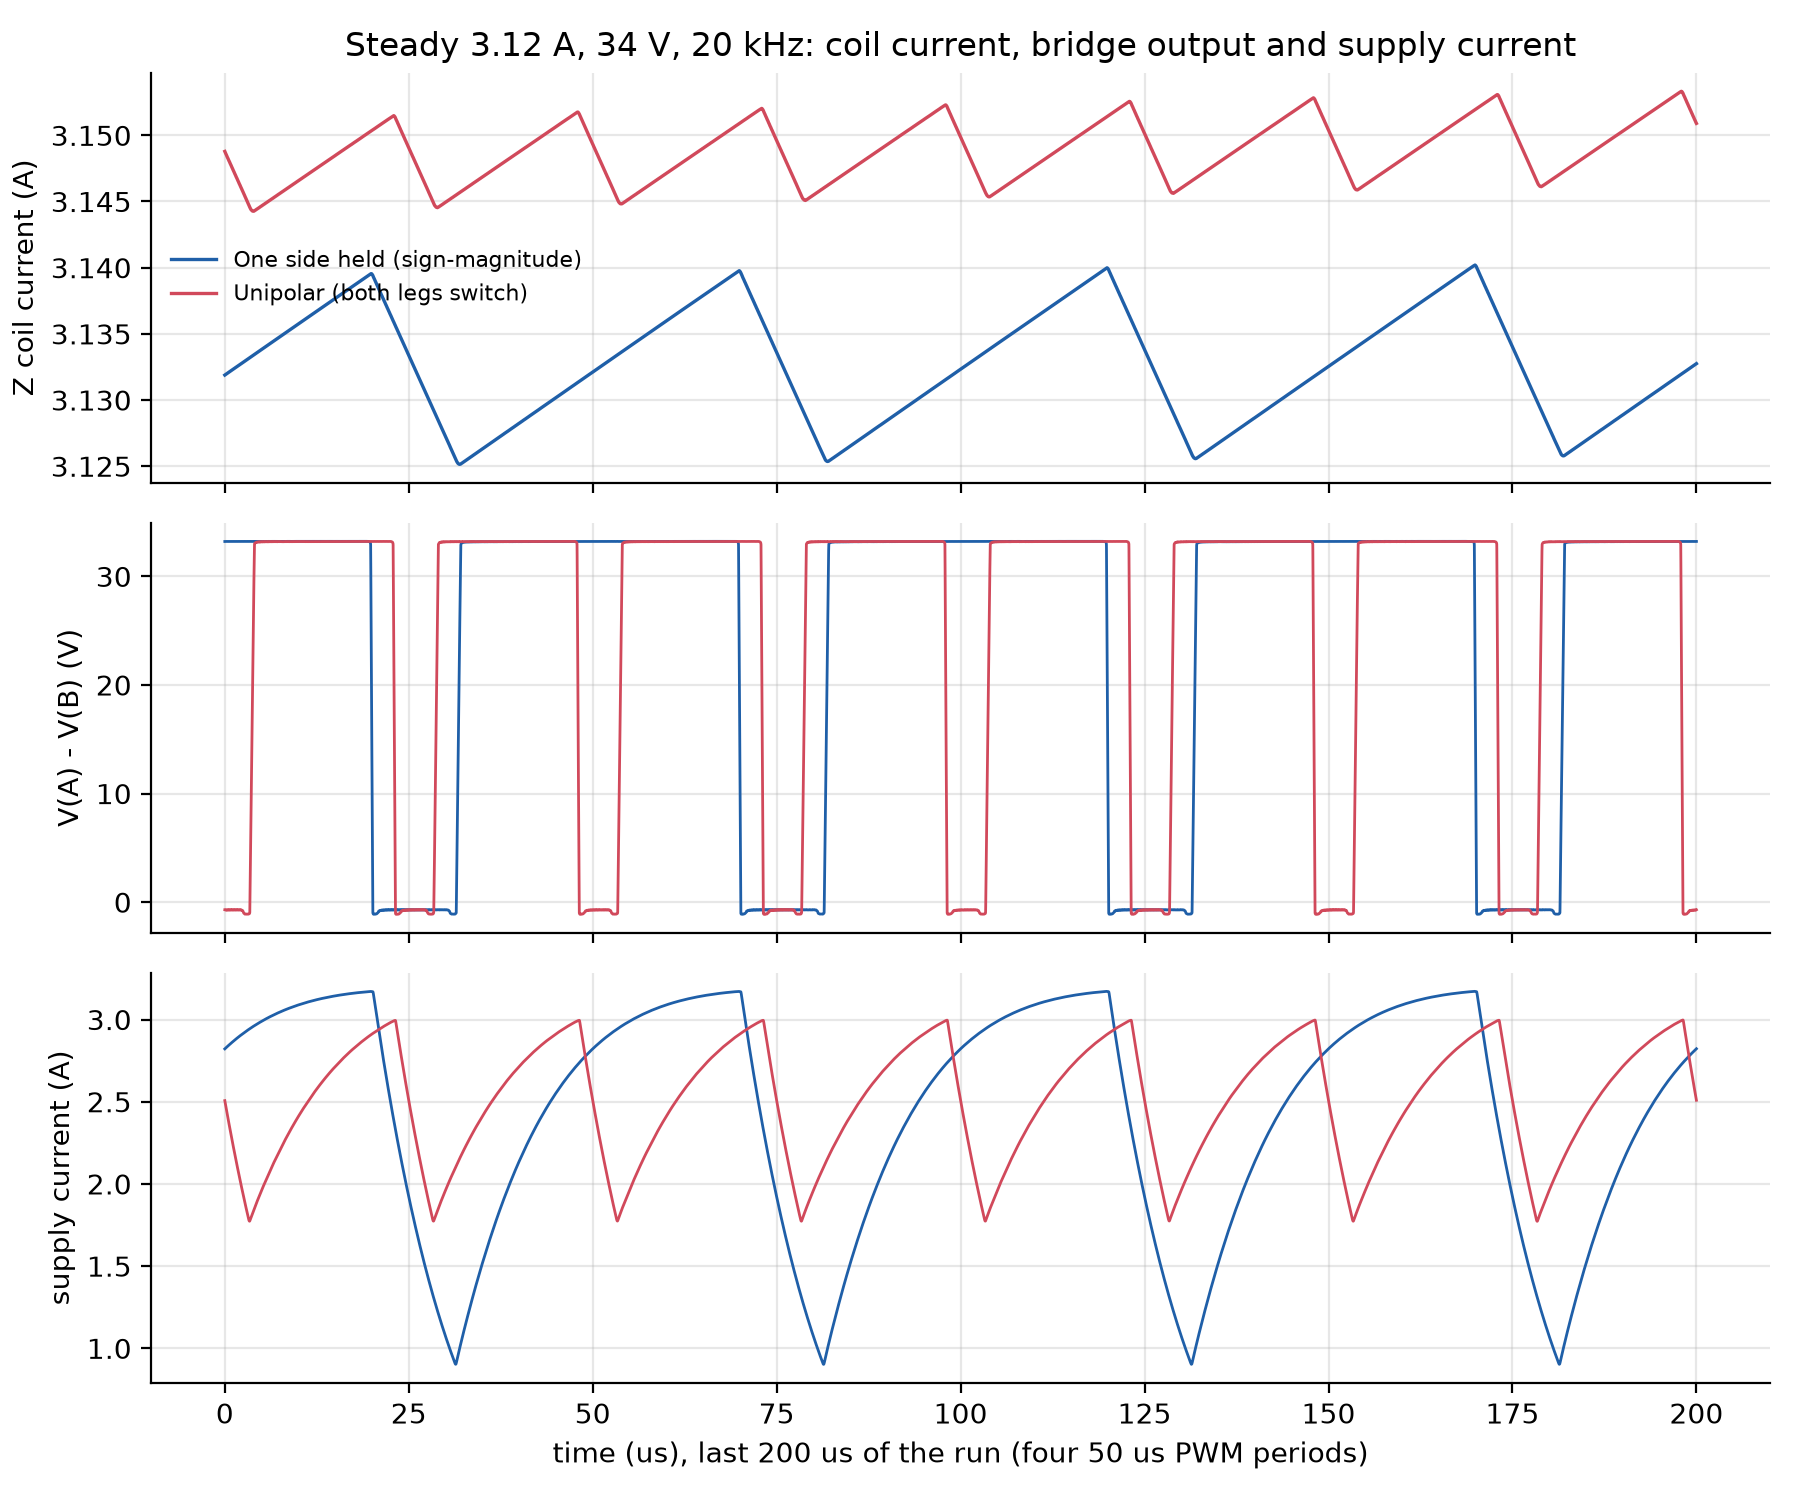 Steady 3.12 A, 34 V, 20 kHz: coil current, bridge output and supply current
Z coil current (A)
3.150
3.145
3.140
3.135
3.130
3.125
One side held (sign-magnitude)
Unipolar (both legs switch)
V(A) - V(B) (V)
30
20
10
0
supply current (A)
3.0
2.5
2.0
1.5
1.0
0 25 50 75 100 125 150 175 200
time (us), last 200 us of the run (four 50 us PWM periods)